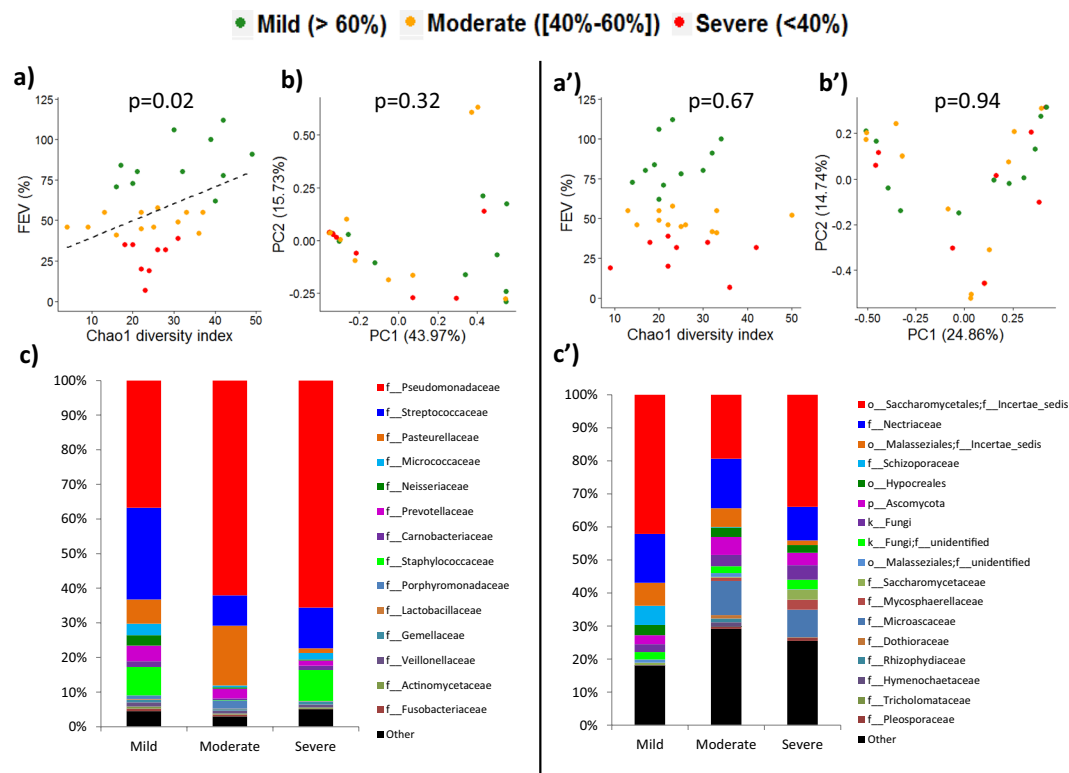 Mild (> 60%) Moderate ([40%-60%]) Severe (<40%)
a)
p=0.02
FEV (%)
125
100
75
50
25
0
10 20 30 40 50
Chao1 diversity index
b)
p=0.32
PC2 (15.73%)
0.50
0.25
0.00
-0.25
-0.2 0.0 0.2 0.4
PC1 (43.97%)
a')
p=0.67
FEV (%)
125
100
75
50
25
0
10 20 30 40 50
Chao1 diversity index
b')
p=0.94
PC2 (14.74%)
0.2
0.0
-0.2
-0.4
-0.50 -0.25 0.00 0.25
PC1 (24.86%)
c)
100%
90%
80%
70%
60%
50%
40%
30%
20%
10%
0%
Mild Moderate Severe
f__Pseudomonadaceae
f__Streptococcaceae
f__Pasteurellaceae
f__Micrococcaceae
f__Neisseriaceae
f__Prevotellaceae
f__Carnobacteriaceae
f__Staphylococcaceae
f__Porphyromonadaceae
f__Lactobacillaceae
f__Gemellaceae
f__Veillonellaceae
f__Actinomycetaceae
f__Fusobacteriaceae
Other
c')
100%
90%
80%
70%
60%
50%
40%
30%
20%
10%
0%
Mild Moderate Severe
o__Saccharomycetales;f__Incertae_sedis
f__Nectriaceae
o__Malasseziales;f__Incertae_sedis
f__Schizoporaceae
o__Hypocreales
p__Ascomycota
k__Fungi
k__Fungi;f__unidentified
o__Malasseziales;f__unidentified
f__Saccharomycetaceae
f__Mycosphaerellaceae
f__Microascaceae
f__Dothioraceae
f__Rhizophydiaceae
f__Hymenochaetaceae
f__Tricholomataceae
f__Pleosporaceae
Other